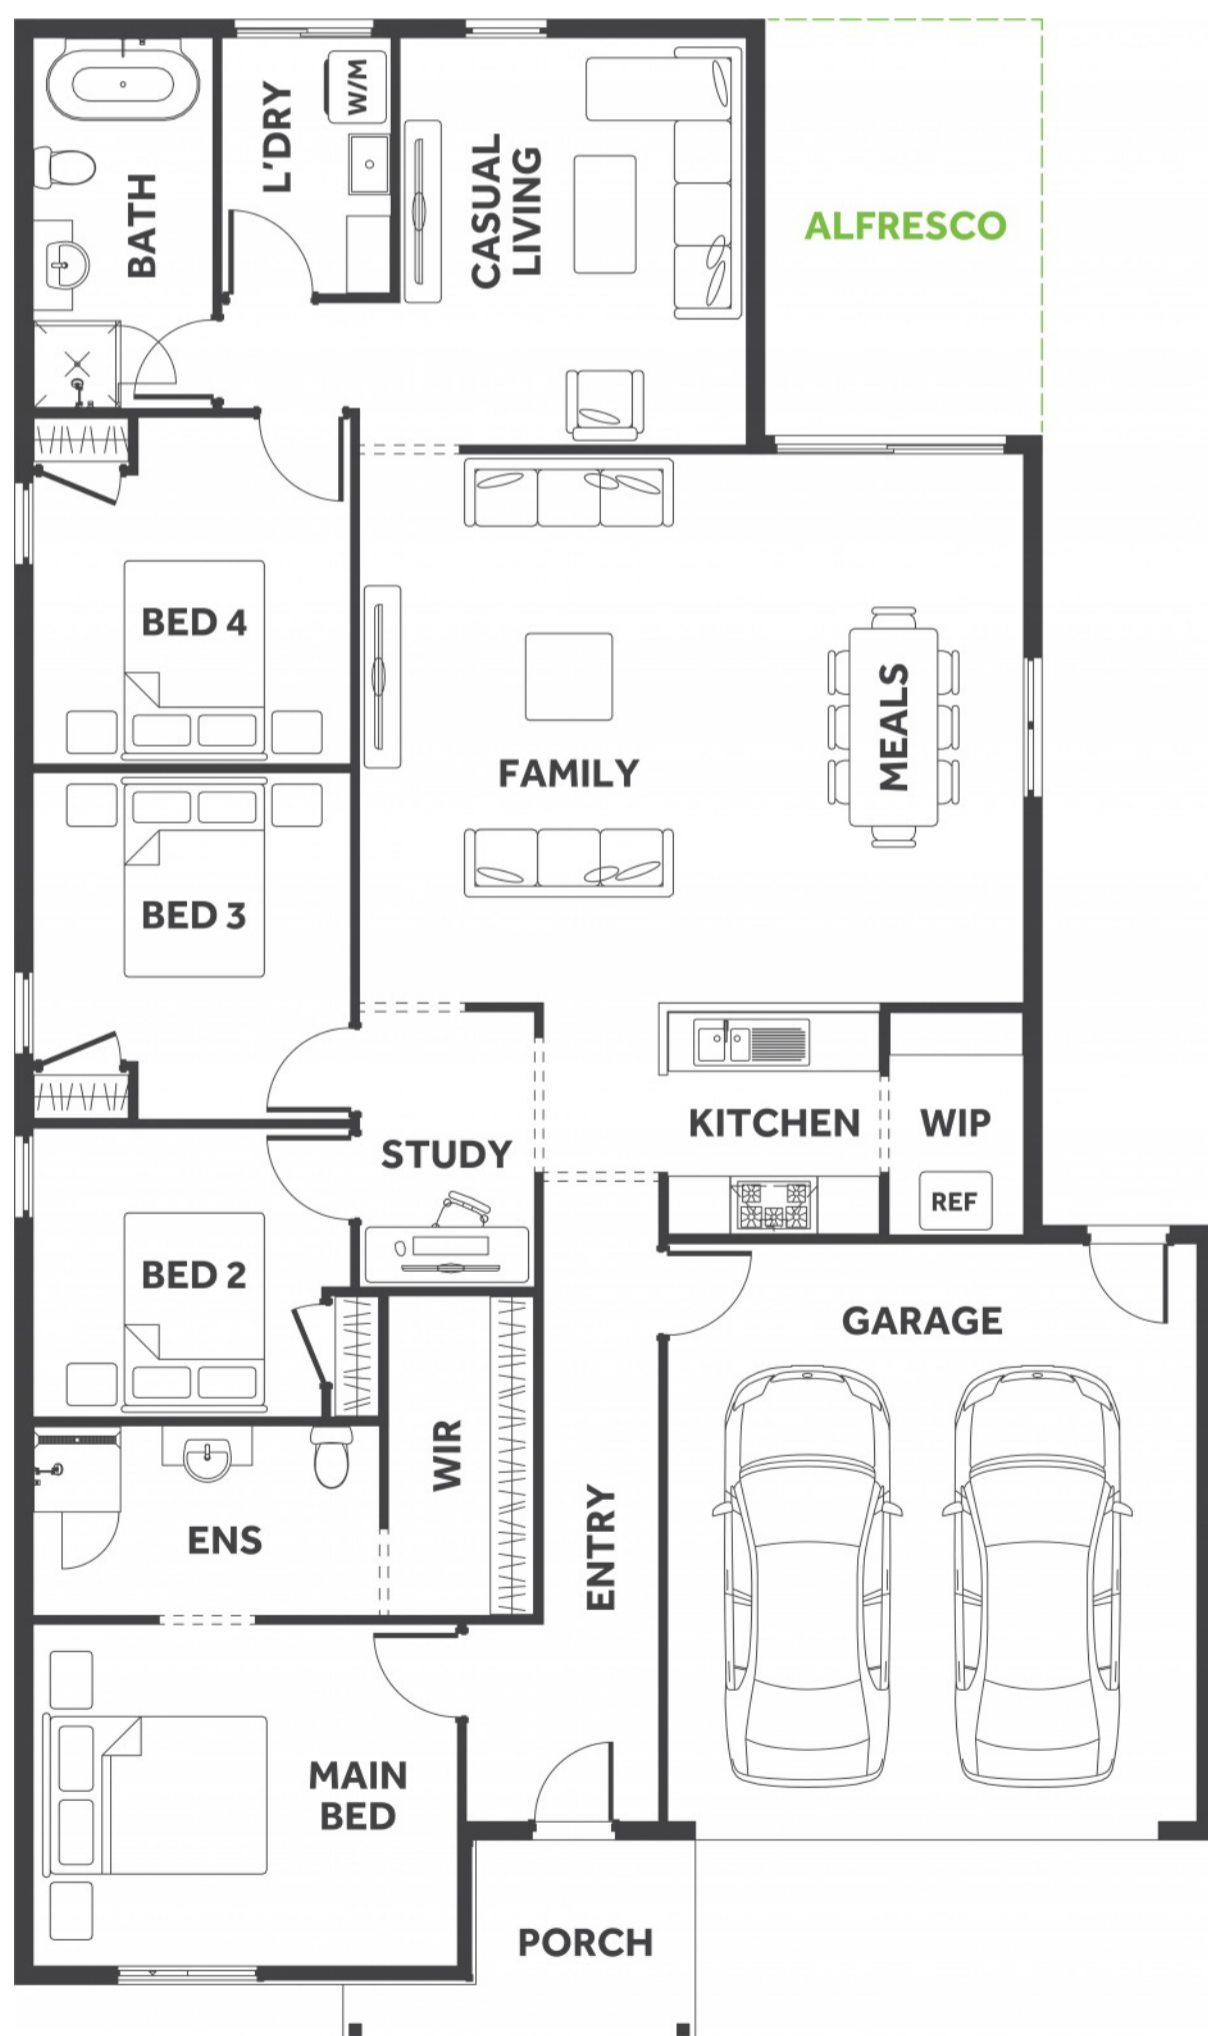 L'DRY
W/M
BATH
CASUAL
LIVING
ALFRESCO
BED 4
MEALS
FAMILY
BED 3
KITCHEN
WIP
STUDY
REF
BED 2
GARAGE
WIR
ENS
ENTRY
MAIN
BED
PORCH